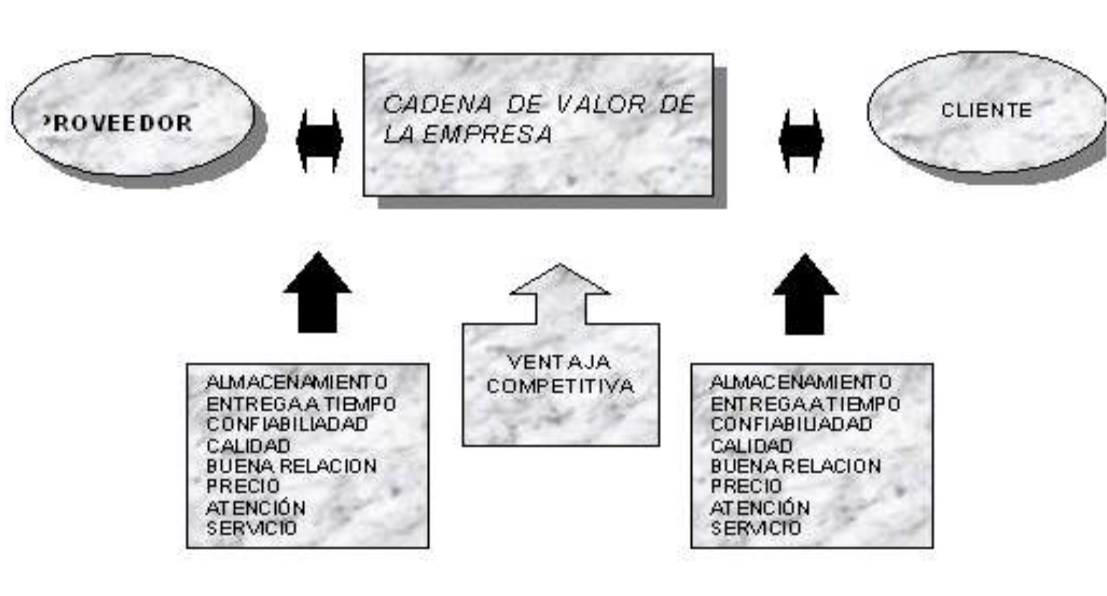 PROVEEDOR
CADENA DE VALOR DE
LA EMPRESA
CLIENTE
ALMACENAMIENTO
ENTREGA A TIEMPO
CONFIABILIADAD
CALIDAD
BUENA RELACION
PRECIO
ATENCIÓN
SERVICIO
VENTAJA
COMPETITIVA
ALMACENAMIENTO
ENTREGA A TIEMPO
CONFIABILIADAD
CALIDAD
BUENA RELACION
PRECIO
ATENCIÓN
SERVICIO